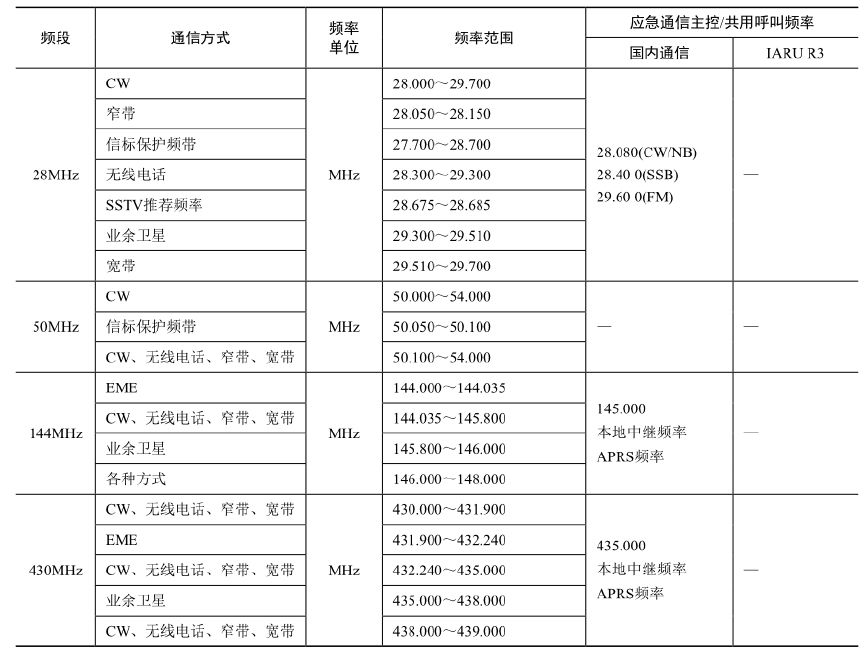 频段 通信方式 频率单位 频率范围 应急通信主控/共用呼叫频率
国内通信 IARU R3
28MHz MHz
CW 28.000～29.700
窄带 28.050～28.150
信标保护频带 27.700～28.700
无线电话 28.300～29.300
SSTV推荐频率 28.675～28.685
业余卫星 29.300～29.510
宽带 29.510～29.700
28.080(CW/NB)
28.40 0(SSB)
29.60 0(FM)
—
50MHz MHz
CW 50.000～54.000
信标保护频带 50.050～50.100
CW、无线电话、窄带、宽带 50.100～54.000
— —
144MHz MHz
EME 144.000～144.035
CW、无线电话、窄带、宽带 144.035～145.800
业余卫星 145.800～146.000
各种方式 146.000～148.000
145.000
本地中继频率
APRS频率
—
430MHz MHz
CW、无线电话、窄带、宽带 430.000～431.900
EME 431.900～432.240
CW、无线电话、窄带、宽带 432.240～435.000
业余卫星 435.000～438.000
CW、无线电话、窄带、宽带 438.000～439.000
435.000
本地中继频率
APRS频率
—